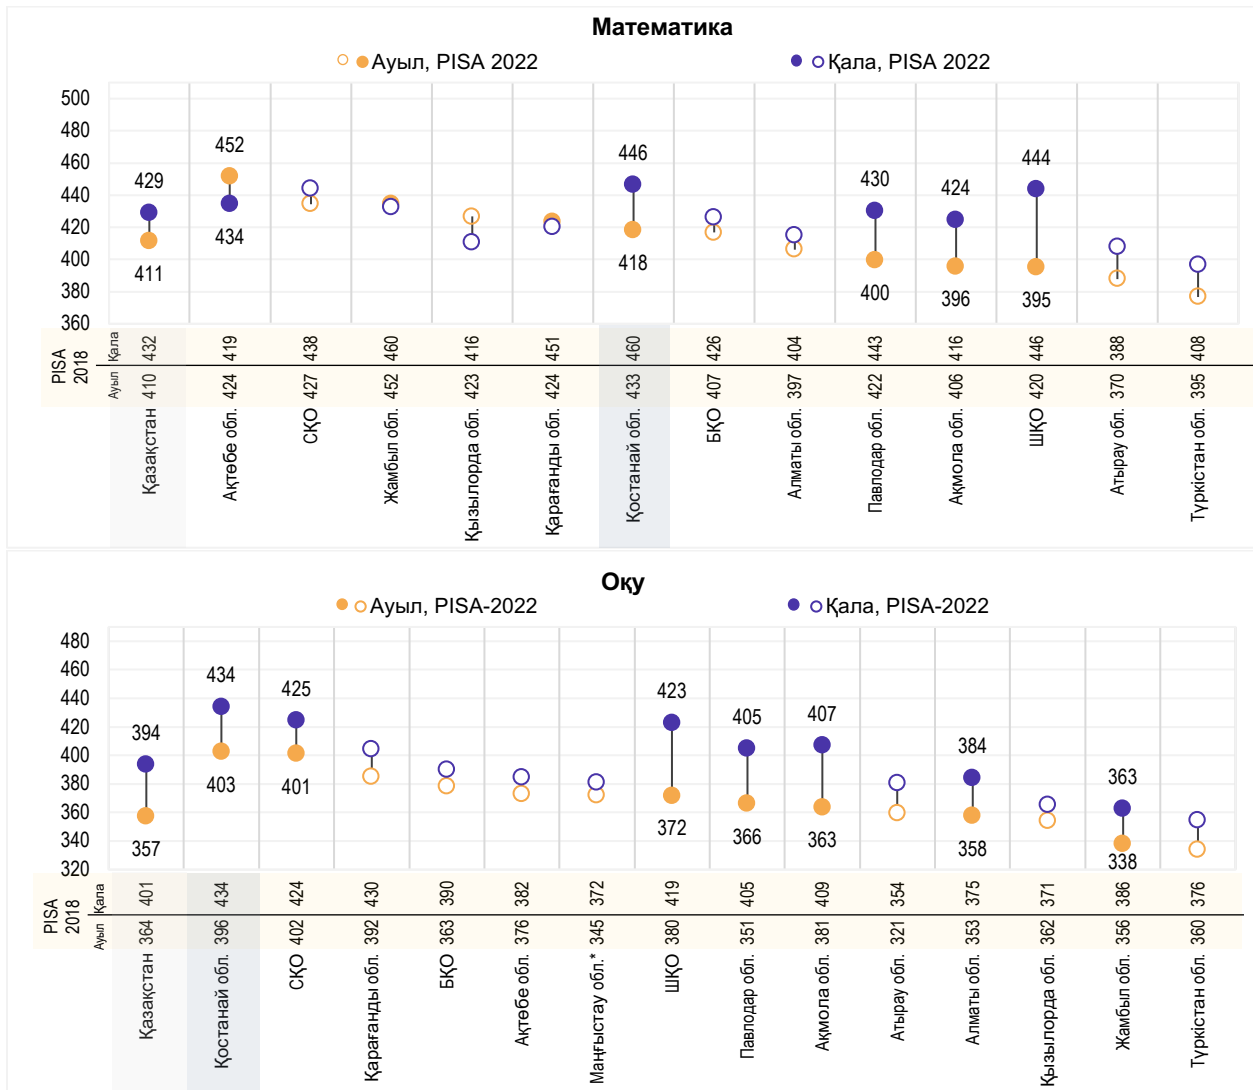 Математика
Ауыл, PISA 2022
Қала, PISA 2022
500
480
460
440
420
400
380
360
429
411
452
434
446
418
430
400
424
396
444
395
PISA 2018
Қала 432 419 438 460 416 451 460 426 404 443 416 446 388 408
Ауыл 410 424 427 452 423 424 433 407 397 422 406 420 370 395
Қазақстан
Ақтөбе обл.
СҚО
Жамбыл обл.
Қызылорда обл.
Қарағанды обл.
Қостанай обл.
БҚО
Алматы обл.
Павлодар обл.
Ақмола обл.
ШҚО
Атырау обл.
Түркістан обл.
Оқу
Ауыл, PISA-2022
Қала, PISA-2022
480
460
440
420
400
380
360
340
320
394
357
434
403
425
401
423
372
405
366
407
363
384
358
363
338
PISA 2018
Қала 401 434 424 430 390 382 372 419 405 409 354 375 371 386 376
Ауыл 364 396 402 392 363 376 345 380 351 381 321 353 362 356 360
Қазақстан
Қостанай обл.
СҚО
Қарағанды обл.
БҚО
Ақтөбе обл.
Маңғыстау обл.*
ШҚО
Павлодар обл.
Ақмола обл.
Атырау обл.
Алматы обл.
Қызылорда обл.
Жамбыл обл.
Түркістан обл.